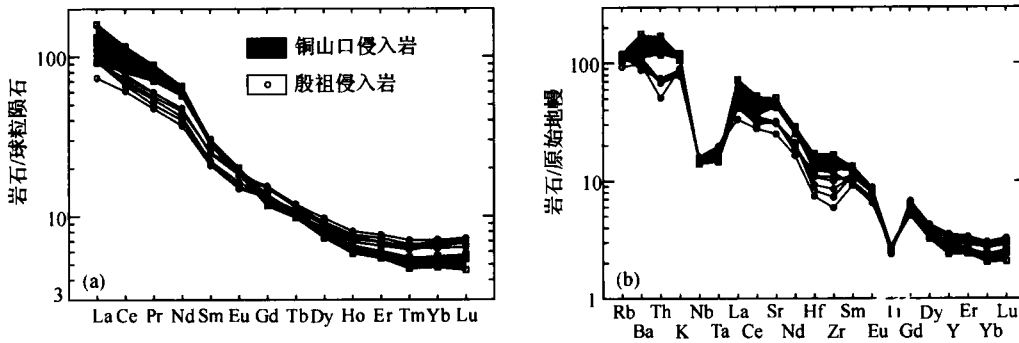 岩石/球粒陨石
100
10
3
铜山口侵入岩
殷祖侵入岩
(a)
La Ce Pr Nd Sm Eu Gd Tb Dy Ho Er Tm Yb Lu
岩石/原始地幔
100
10
1
(b)
Rb Th Nb La Sr Hf Sm Ti Dy Er Lu
Ba K Ta Ce Nd Zr Eu Gd Y Yb